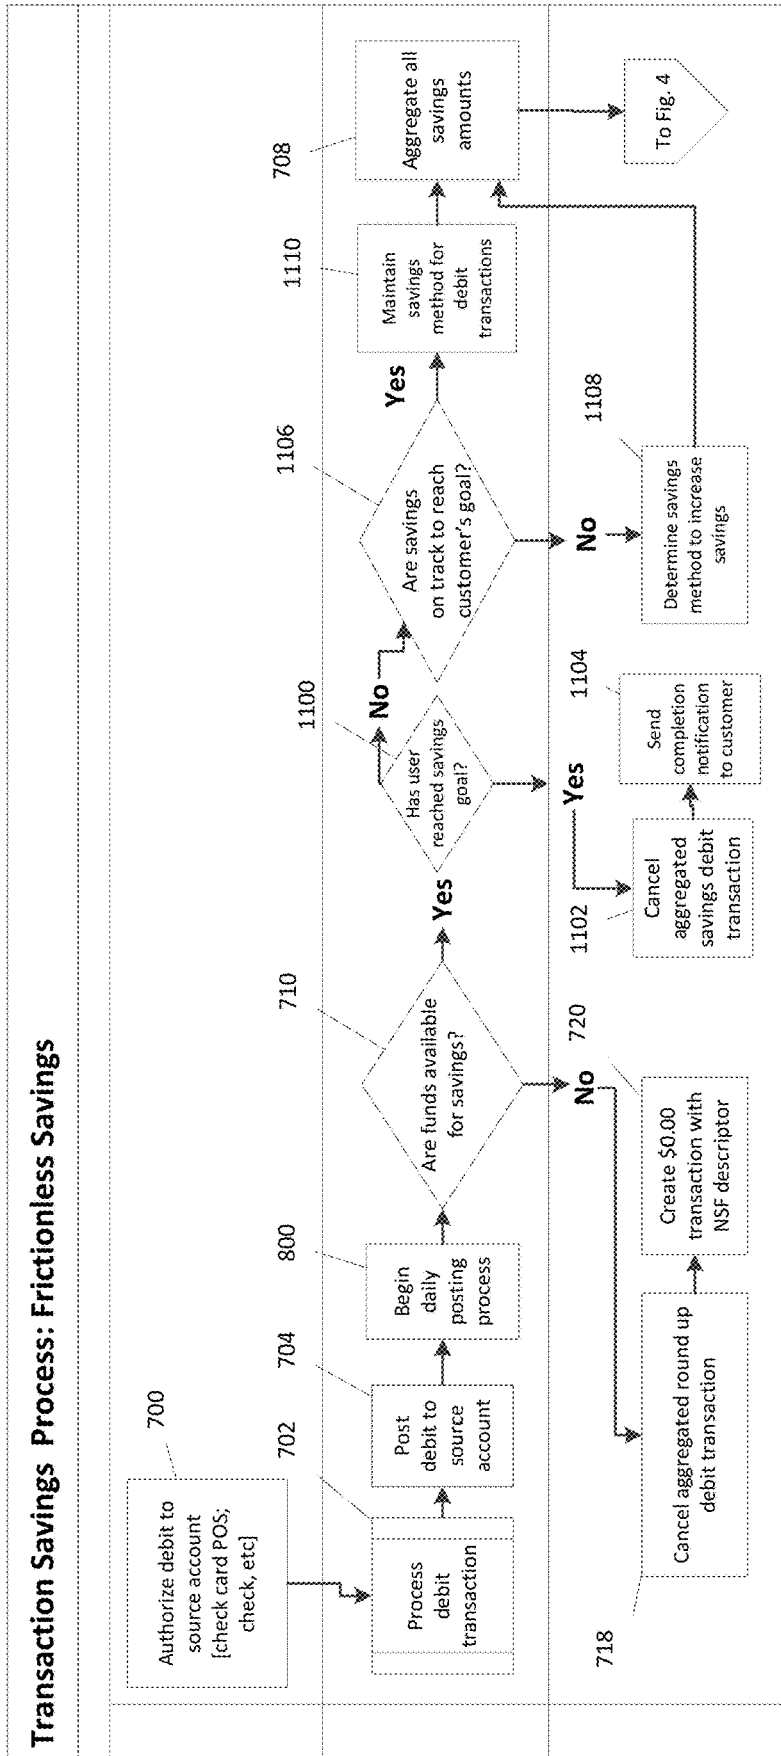 Transaction Savings Process: Frictionless Savings
700
Authorize debit to
source account
[check card POS;
check, etc]
702
Process
debit
transaction
704
Post
debit to
source
account
800
Begin
daily
posting
process
710
Are funds available
for savings?
Yes
No
718
Cancel aggregated round up
debit transaction
720
Create $0.00
transaction with
NSF descriptor
1100
Has user
reached savings
goal?
No
Yes
1102
Cancel
aggregated
savings debit
transaction
1104
Send
completion
notification
to customer
1106
Are savings
on track to reach
customer's goal?
Yes
No
1108
Determine savings
method to increase
savings
1110
Maintain
savings
method for
debit
transactions
708
Aggregate all
savings
amounts
To Fig. 4